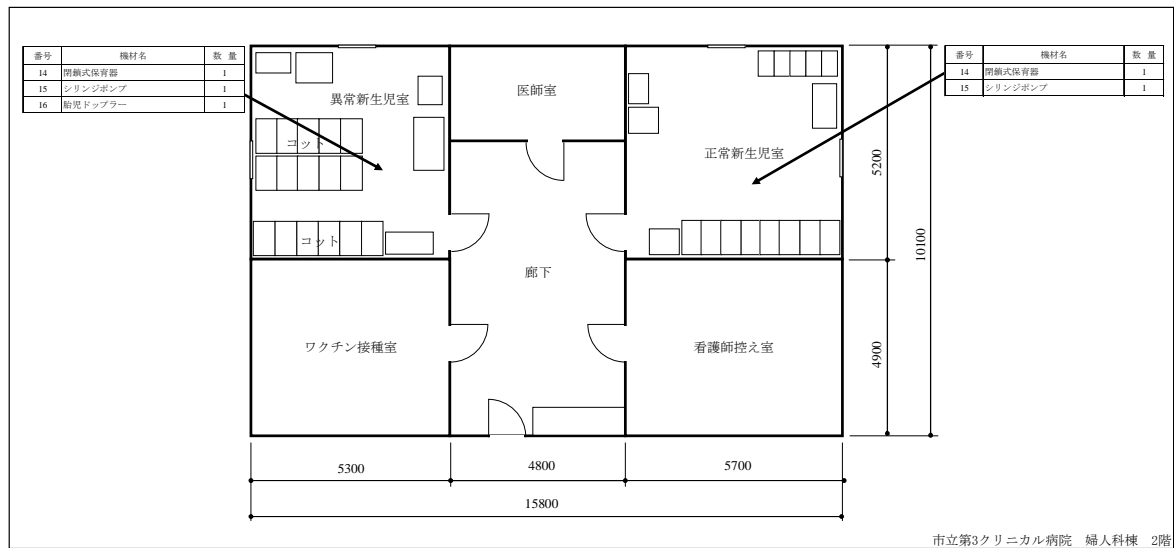 番号 機材名 数 量
14 閉鎖式保育器 1
15 シリンジポンプ 1
16 胎児ドップラー 1
番号 機材名 数 量
14 閉鎖式保育器 1
15 シリンジポンプ 1
異常新生児室
医師室
コット
正常新生児室
5200
10100
コット
廊下
ワクチン接種室
看護師控え室
4900
5300
4800
5700
15800
市立第3クリニカル病院 婦人科棟 2階